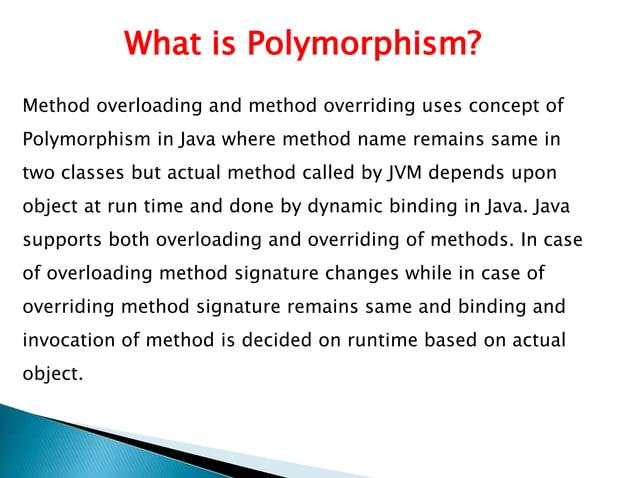 What is Polymorphism?
Method overloading and method overriding uses concept of
Polymorphism in Java where method name remains same in
two classes but actual method called by JVM depends upon
object at run time and done by dynamic binding in Java. Java
supports both overloading and overriding of methods. In case
of overloading method signature changes while in case of
overriding method signature remains same and binding and
invocation of method is decided on runtime based on actual
object.